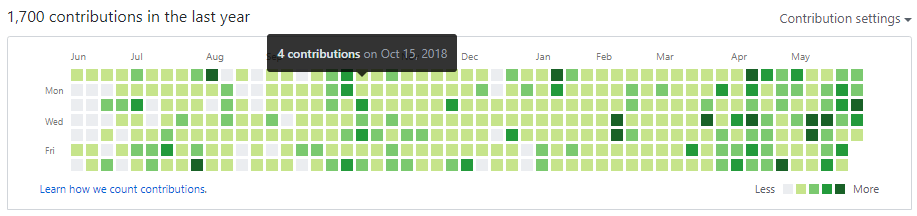 1,700 contributions in the last year
Contribution settings
4 contributions on Oct 15, 2018
Jun Jul Aug Dec Jan Feb Mar Apr May
Mon
Wed
Fri
Learn how we count contributions.
Less More